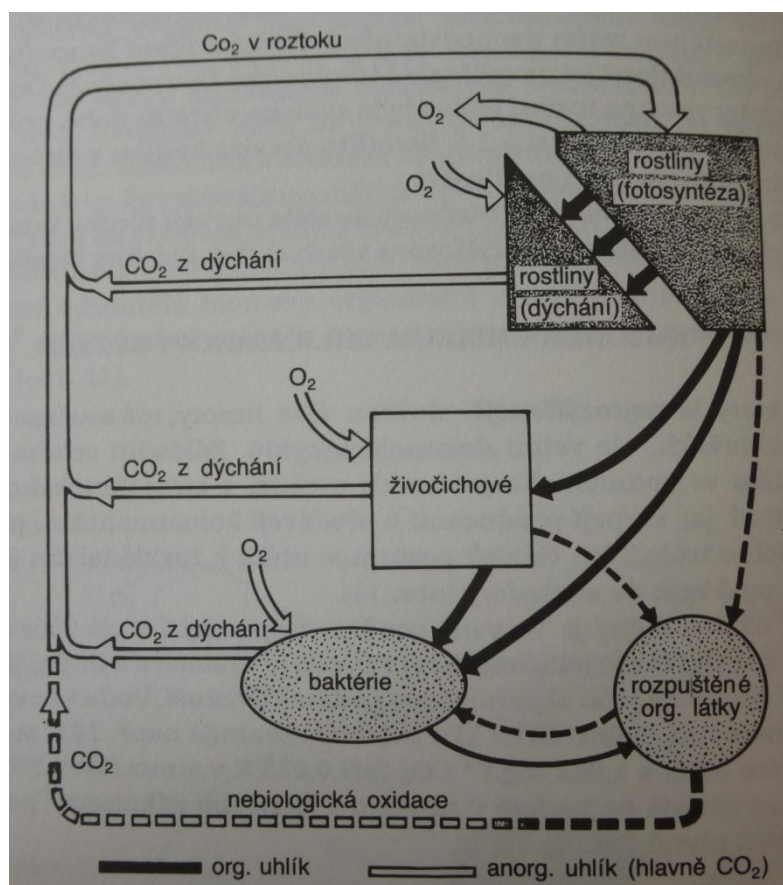 Co₂ v roztoku
O₂
O₂
rostliny
(fotosyntéza)
CO₂ z dýchání
rostliny
(dýchání)
O₂
CO₂ z dýchání
živočichové
O₂
CO₂ z dýchání
baktérie
rozpuštěné
org. látky
CO₂
nebiologická oxidace
org. uhlík
anorg. uhlík (hlavně CO₂)